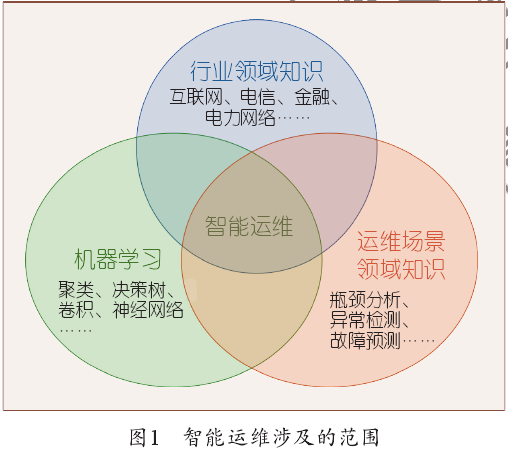 行业领域知识
互联网、电信、金融、
电力网络……
智能运维
机器学习
聚类、决策树、
卷积、神经网络
……
运维场景
领域知识
瓶颈分析、
异常检测、
故障预测……
图1 智能运维涉及的范围